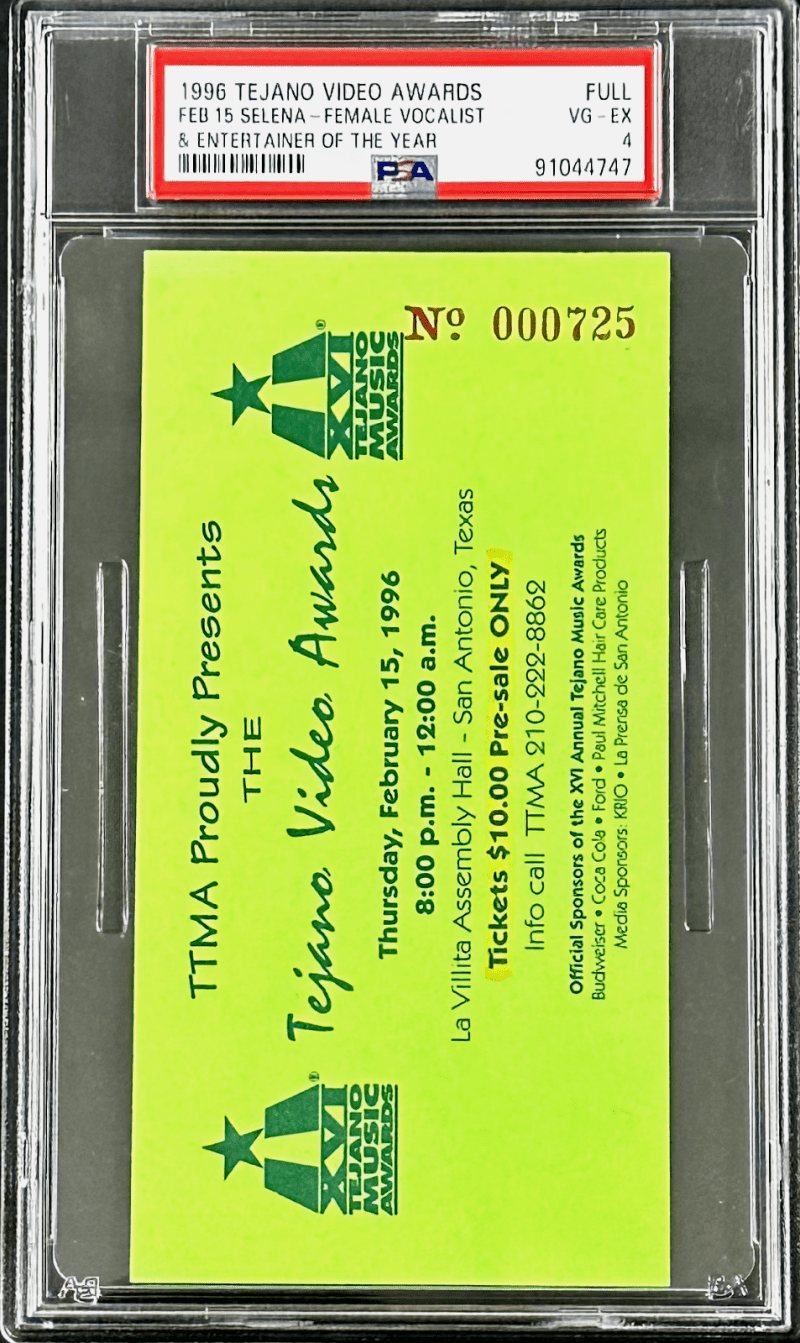 1996 TEJANO VIDEO AWARDS FULL
FEB 15 SELENA-FEMALE VOCALIST VG-EX
& ENTERTAINER OF THE YEAR 4
PSA 91044747
Nº 000725
XVI
TEJANO
MUSIC
AWARDS
®
TTMA Proudly Presents
THE
Tejano Video Awards
XVI
TEJANO
MUSIC
AWARDS
®
Thursday, February 15, 1996
8:00 p.m. - 12:00 a.m.
La Villita Assembly Hall - San Antonio, Texas
Tickets $10.00 Pre-sale ONLY
Info call TTMA 210-222-8862
Official Sponsors of the XVI Annual Tejano Music Awards
Budweiser • Coca Cola • Ford • Paul Mitchell Hair Care Products
Media Sponsors: KRIO • La Prensa de San Antonio